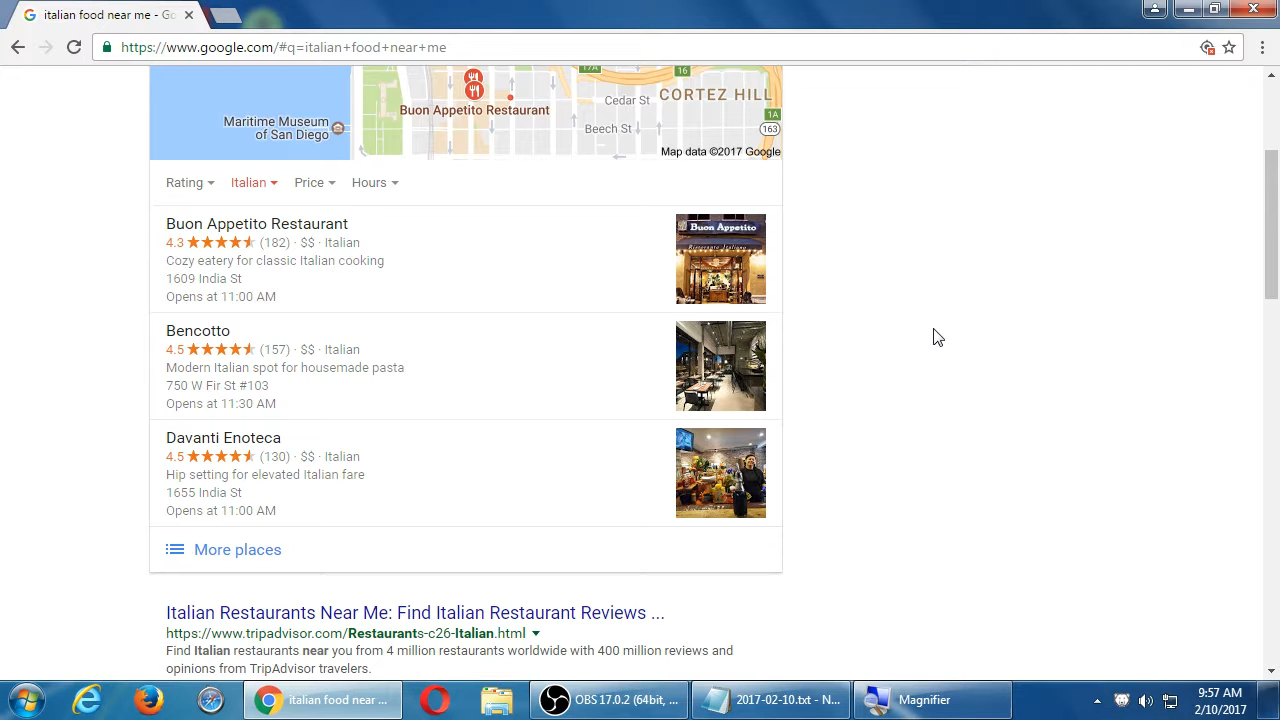 italian food near me - Go
https://www.google.com/#q=italian+food+near+me
17A
16
CORTEZ HILL
Cedar St
Buon Appetito Restaurant
1A
Maritime Museum
of San Diego
Beech St
163
Map data ©2017 Google
Rating Italian Price Hours
Buon Appetito Restaurant
4.3 (182) · $$ · Italian
Cozy eatery for classic Italian cooking
1609 India St
Opens at 11:00 AM
Buon Appetito
Ristorante Italiano
Bencotto
4.5 (157) · $$ · Italian
Modern Italian spot for housemade pasta
750 W Fir St #103
Opens at 11:30 AM
Davanti Enoteca
4.5 (130) · $$ · Italian
Hip setting for elevated Italian fare
1655 India St
Opens at 11:00 AM
More places
Italian Restaurants Near Me: Find Italian Restaurant Reviews ...
https://www.tripadvisor.com/Restaurants-c26-Italian.html
Find Italian restaurants near you from 4 million restaurants worldwide with 400 million reviews and
opinions from TripAdvisor travelers.
italian food near ...
OBS 17.0.2 (64bit, ...
2017-02-10.txt - N...
Magnifier
9:57 AM
2/10/2017